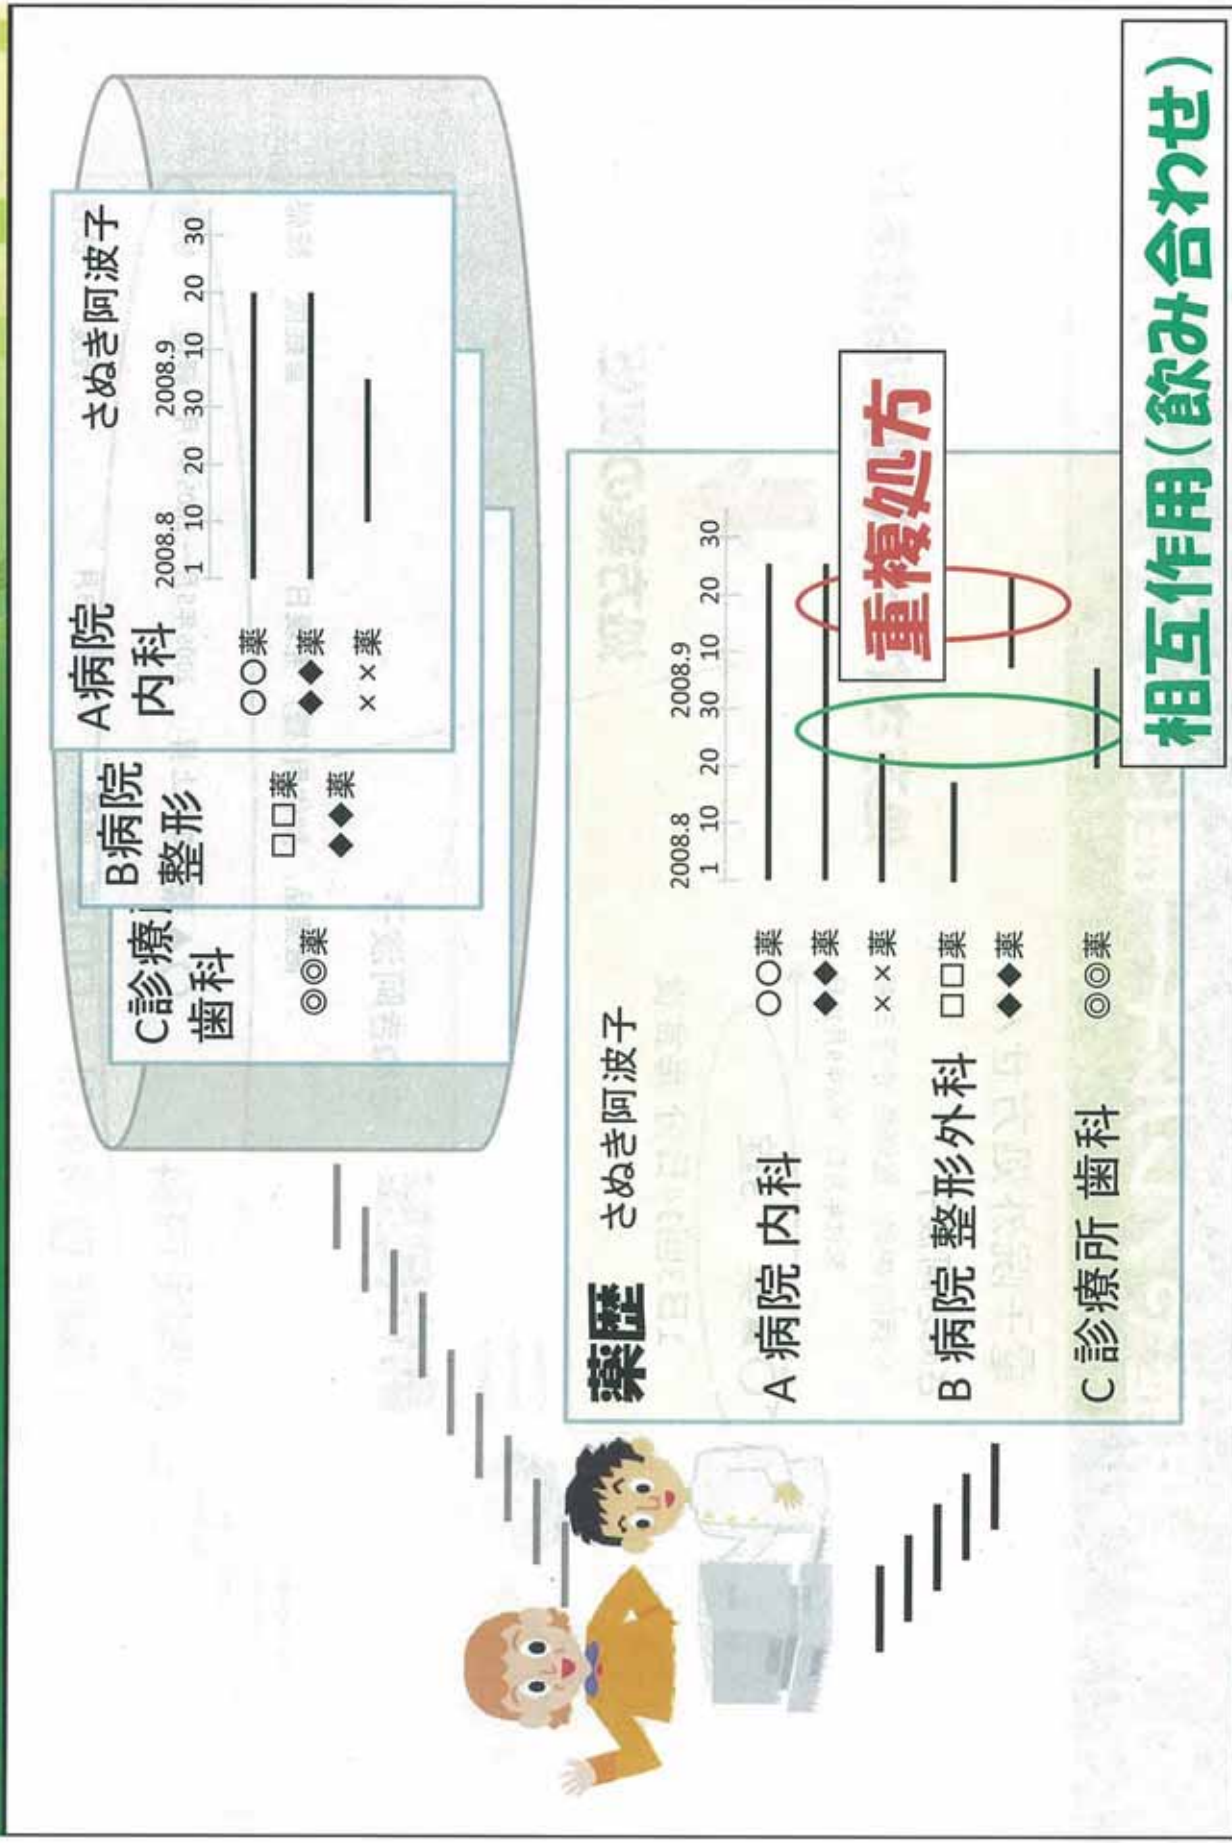 A病院
内科
さぬき阿波子
2008.8 2008.9
1 10 20 30 10 20 30
○○薬
◆◆薬
××薬
B病院
整形
□□薬
◆◆薬
C診療
歯科
◎◎薬
薬歴 さぬき阿波子
2008.8 2008.9
1 10 20 30 10 20 30
A 病院 内科 ○○薬
◆◆薬
××薬
B 病院 整形外科 □□薬
◆◆薬
C 診療所 歯科 ◎◎薬
重複処方
相互作用(飲み合わせ)